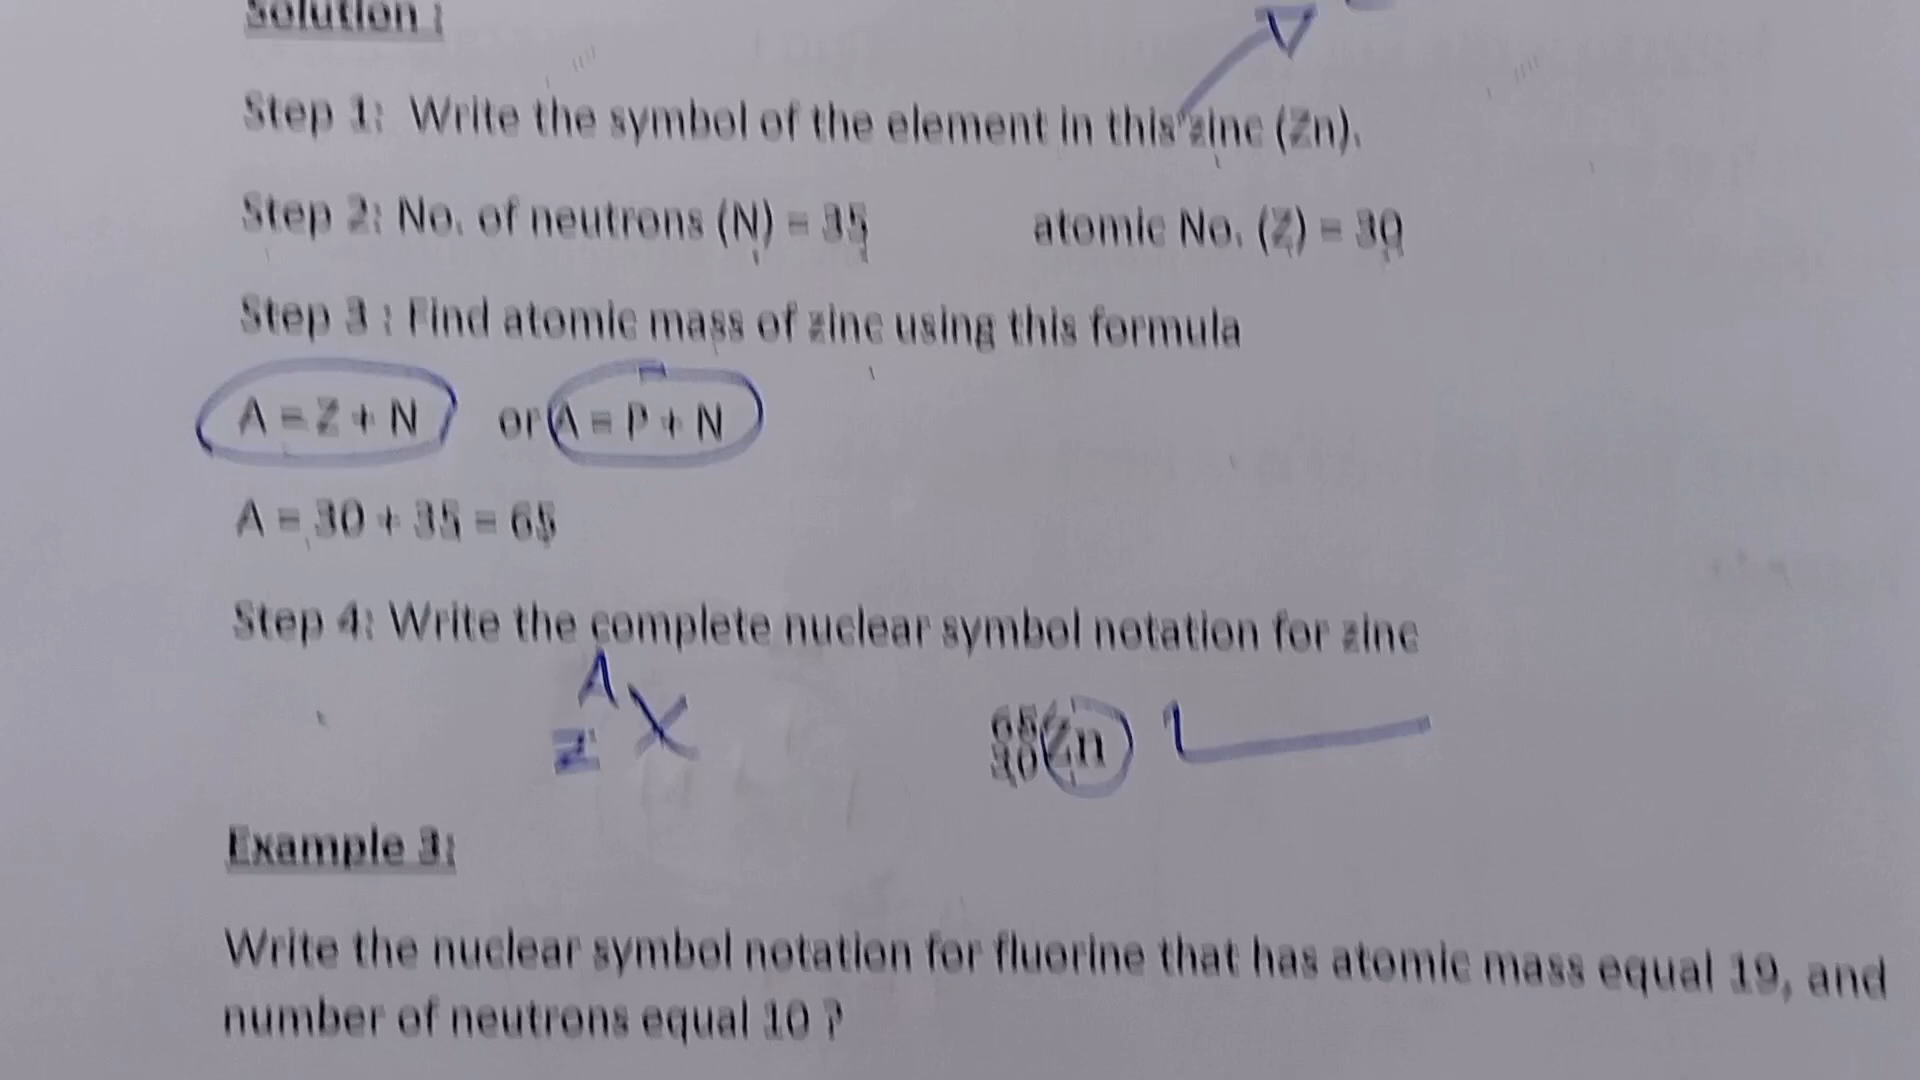 Solution :
Step 1: Write the symbol of the element in this zinc (Zn).
Step 2: No. of neutrons (N) = 35 atomic No. (Z) = 30
Step 3 : Find atomic mass of zinc using this formula
A = Z + N or A = P + N
A = 30 + 35 = 65
Step 4: Write the complete nuclear symbol notation for zinc
A
Z X
65
30 Zn
Example 3:
Write the nuclear symbol notation for fluorine that has atomic mass equal 19, and
number of neutrons equal 10 ?